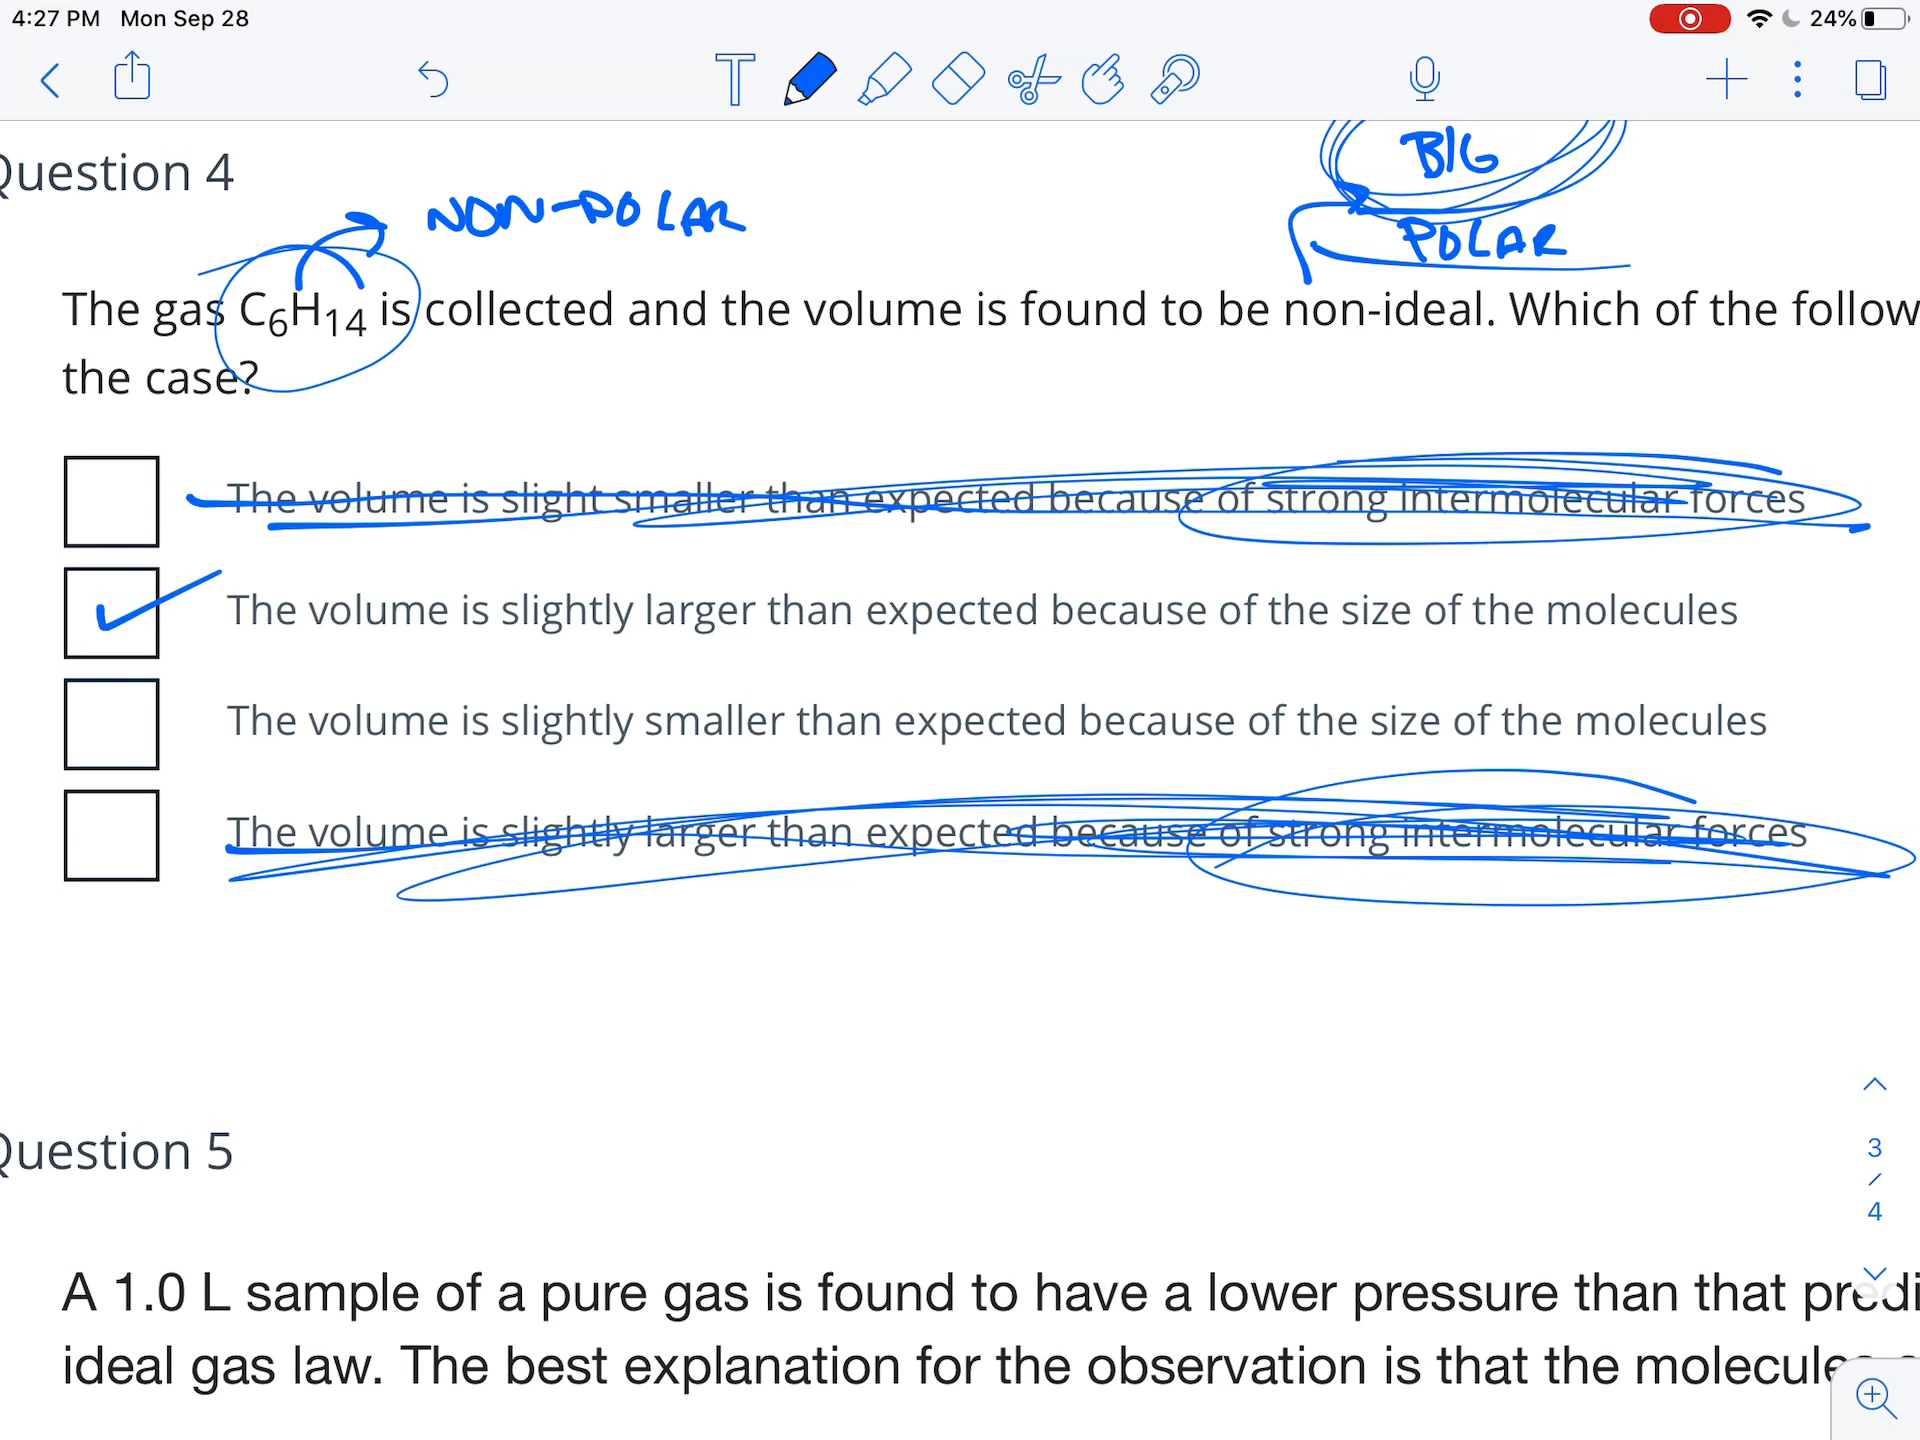 4:27 PM Mon Sep 28
24%
T
BIG
Question 4
NON-POLAR
POLAR
The gas C₆H₁₄ is collected and the volume is found to be non-ideal. Which of the follow
the case?
The volume is slight smaller than expected because of strong intermolecular forces
The volume is slightly larger than expected because of the size of the molecules
The volume is slightly smaller than expected because of the size of the molecules
The volume is slightly larger than expected because of strong intermolecular forces
3
/
4
Question 5
A 1.0 L sample of a pure gas is found to have a lower pressure than that predi
ideal gas law. The best explanation for the observation is that the molecule